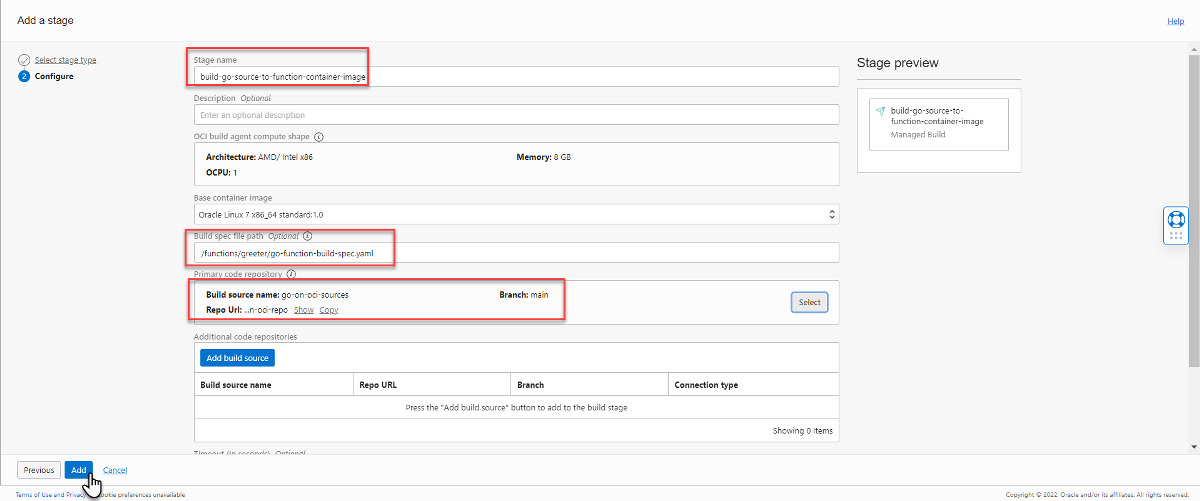 Add a stage
Help
Select stage type
2 Configure
Stage name
build-go-source-to-function-container-image
Description Optional
Enter an optional description
OCI build agent compute shape
Architecture: AMD/ Intel x86
Memory: 8 GB
OCPU: 1
Base container image
Oracle Linux 7 x86_64 standard:1.0
Build spec file path Optional
/functions/greeter/go-function-build-spec.yaml
Primary code repository
Build source name: go-on-oci-sources
Branch: main
Repo Url: ...n-oci-repo Show Copy
Select
Additional code repositories
Add build source
Build source name Repo URL Branch Connection type
Press the "Add build source" button to add to the build stage
Showing 0 Items
Timeout (in seconds) Optional
Stage preview
build-go-source-to-
function-container-image
Managed Build
Previous Add Cancel
Terms of Use and Privacy ookie preferences unavailable
Copyright © 2022, Oracle and/or its affiliates. All rights reserved.